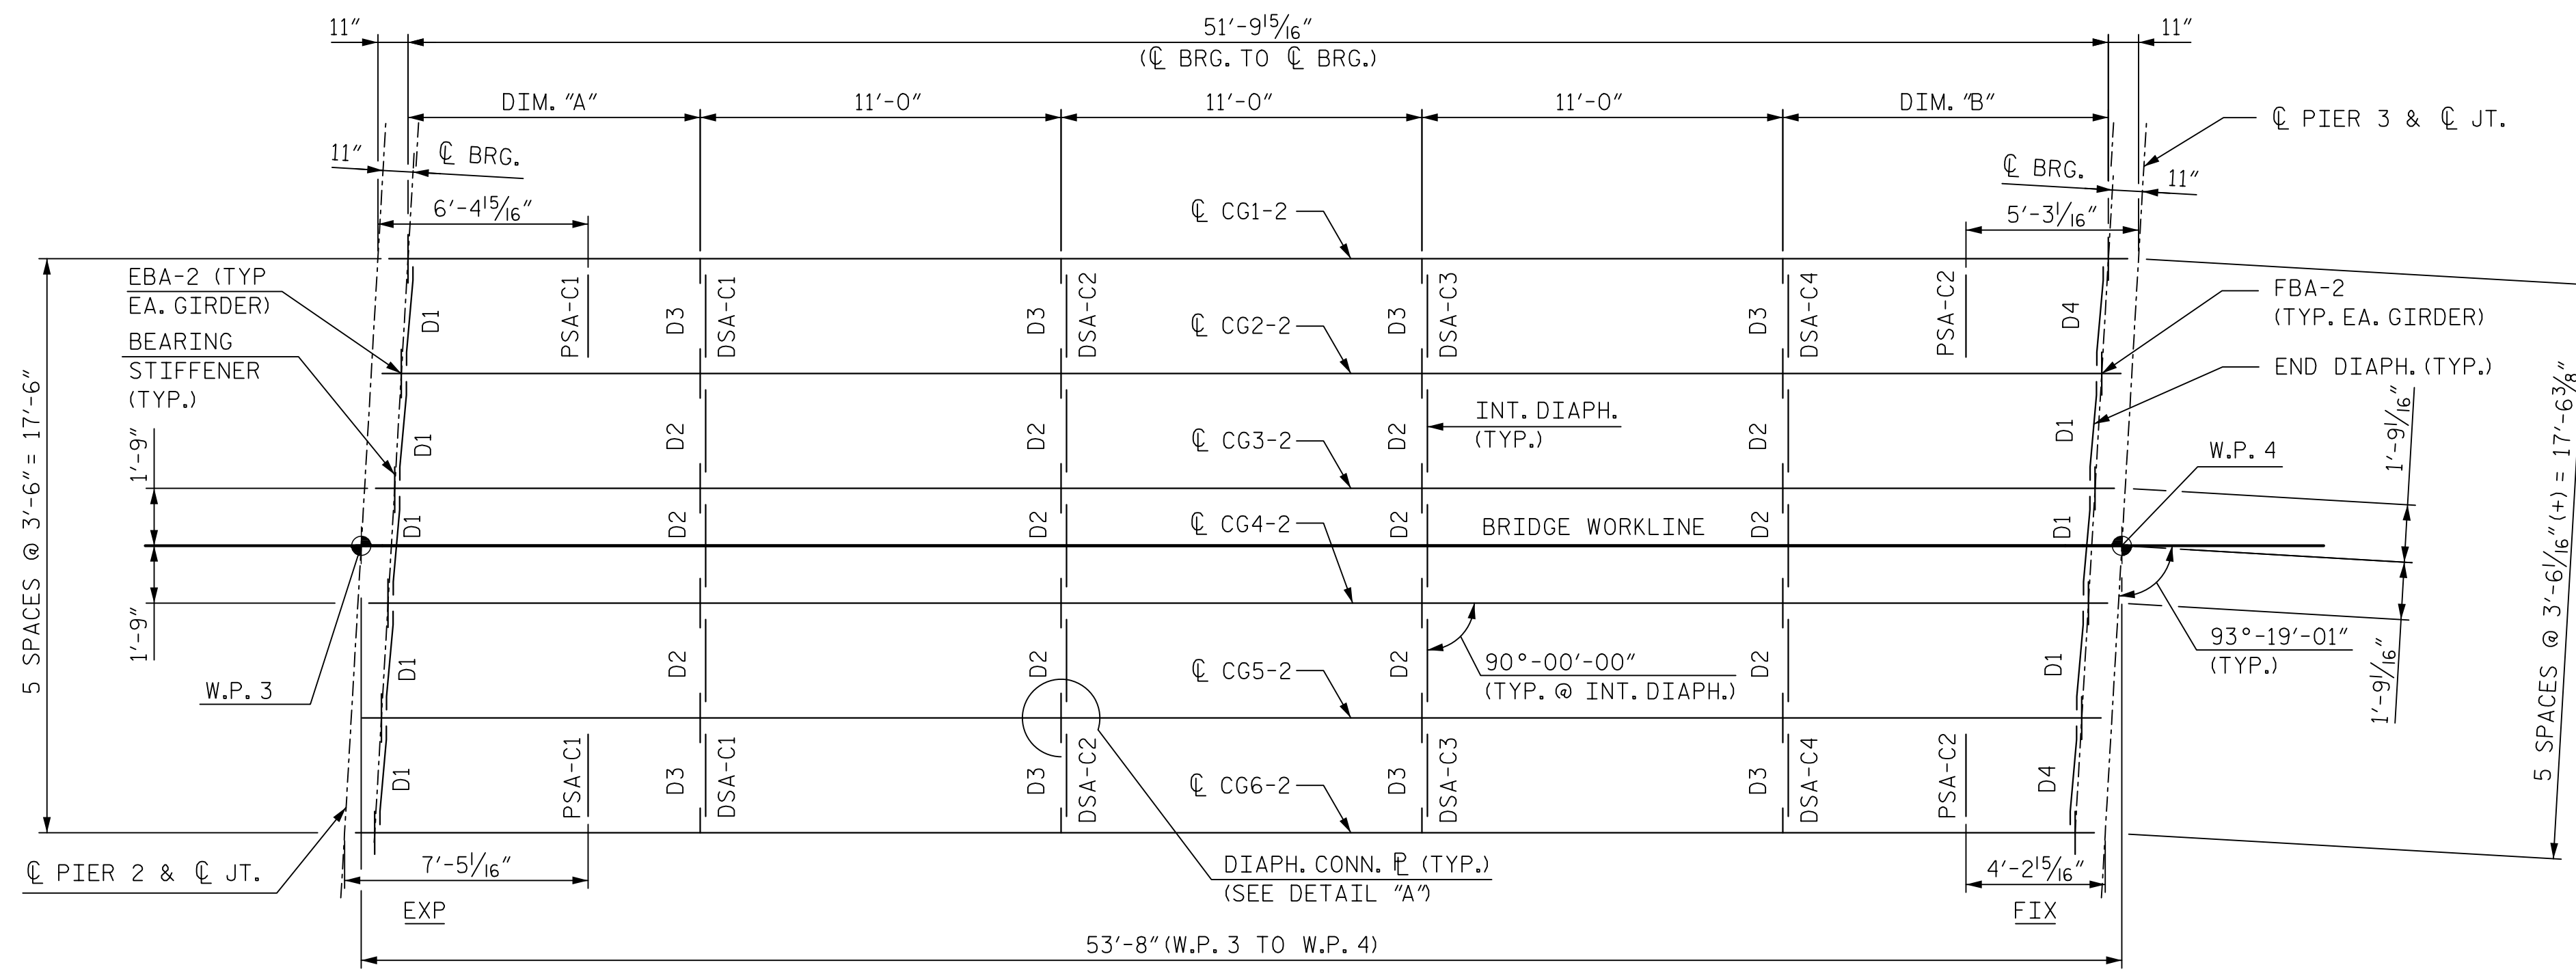 11" 51'-9 15/16" 11"
(℄ BRG. TO ℄ BRG.)
DIM. "A" 11'-0" 11'-0" 11'-0" DIM. "B"
℄ PIER 3 & ℄ JT.
11" ℄ BRG.
℄ BRG. 11"
6'-4 15/16" ℄ CG1-2 5'-3 1/16"
EBA-2 (TYP
EA. GIRDER)
BEARING
STIFFENER
(TYP.)
D1 PSA-C1 D3 DSA-C1 D3 DSA-C2 D3 DSA-C3 D3 DSA-C4 PSA-C2 D4
℄ CG2-2
FBA-2
(TYP. EA. GIRDER)
END DIAPH. (TYP.)
INT. DIAPH.
(TYP.)
D1 D2 D2 D2 D2 D1
℄ CG3-2
W.P. 4
1'-9" 1'-9 1/16"
D1 D2 D2 D2 D2 D1
℄ CG4-2
BRIDGE WORKLINE
5 SPACES @ 3'-6" = 17'-6"
5 SPACES @ 3'-6 1/16" (+) = 17'-6 3/8"
1'-9" 1'-9 1/16"
93°-19'-01"
(TYP.)
W.P. 3
D1 D2 D2 D2 D2 D1
℄ CG5-2
90°-00'-00"
(TYP. @ INT. DIAPH.)
D1 PSA-C1 D3 DSA-C1 D3 DSA-C2 D3 DSA-C3 D3 DSA-C4 PSA-C2 D4
℄ CG6-2
℄ PIER 2 & ℄ JT.
7'-5 1/16"
DIAPH. CONN. ⅊ (TYP.)
(SEE DETAIL "A")
4'-2 15/16"
EXP FIX
53'-8" (W.P. 3 TO W.P. 4)